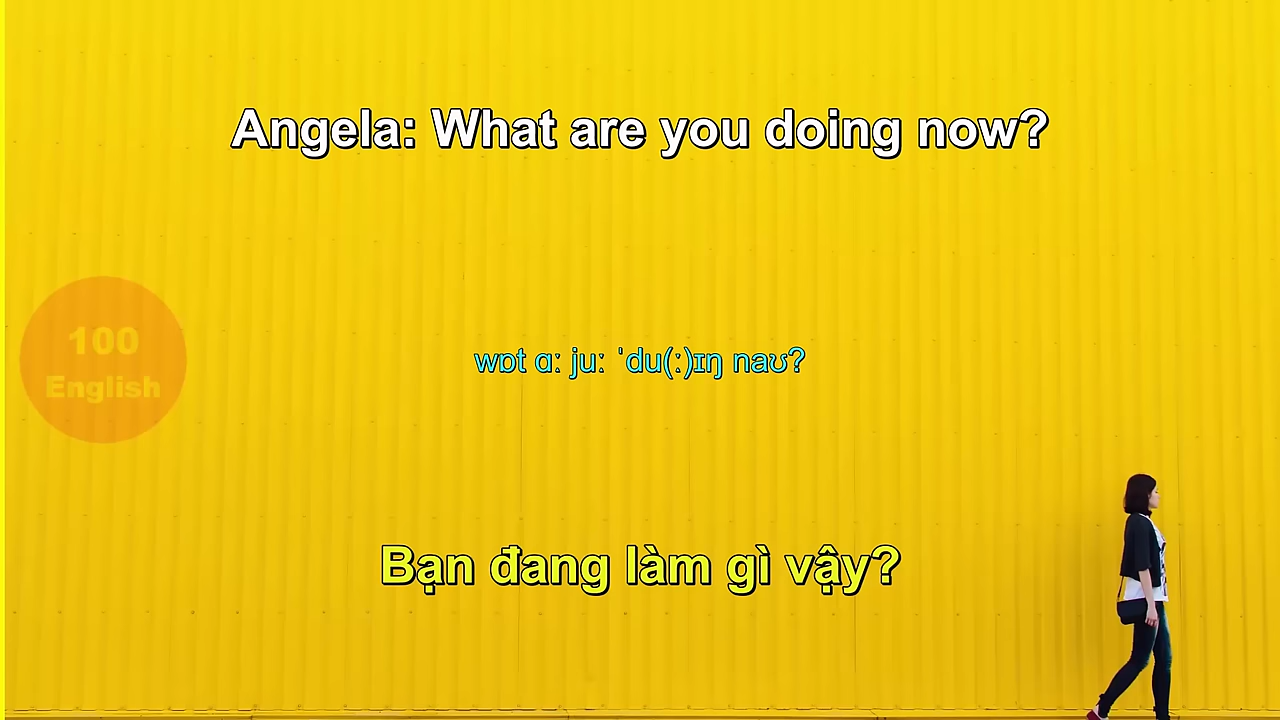 Angela: What are you doing now?
100
English
wɒt ɑː juː ˈdu(ː)ɪŋ naʊ?
Bạn đang làm gì vậy?